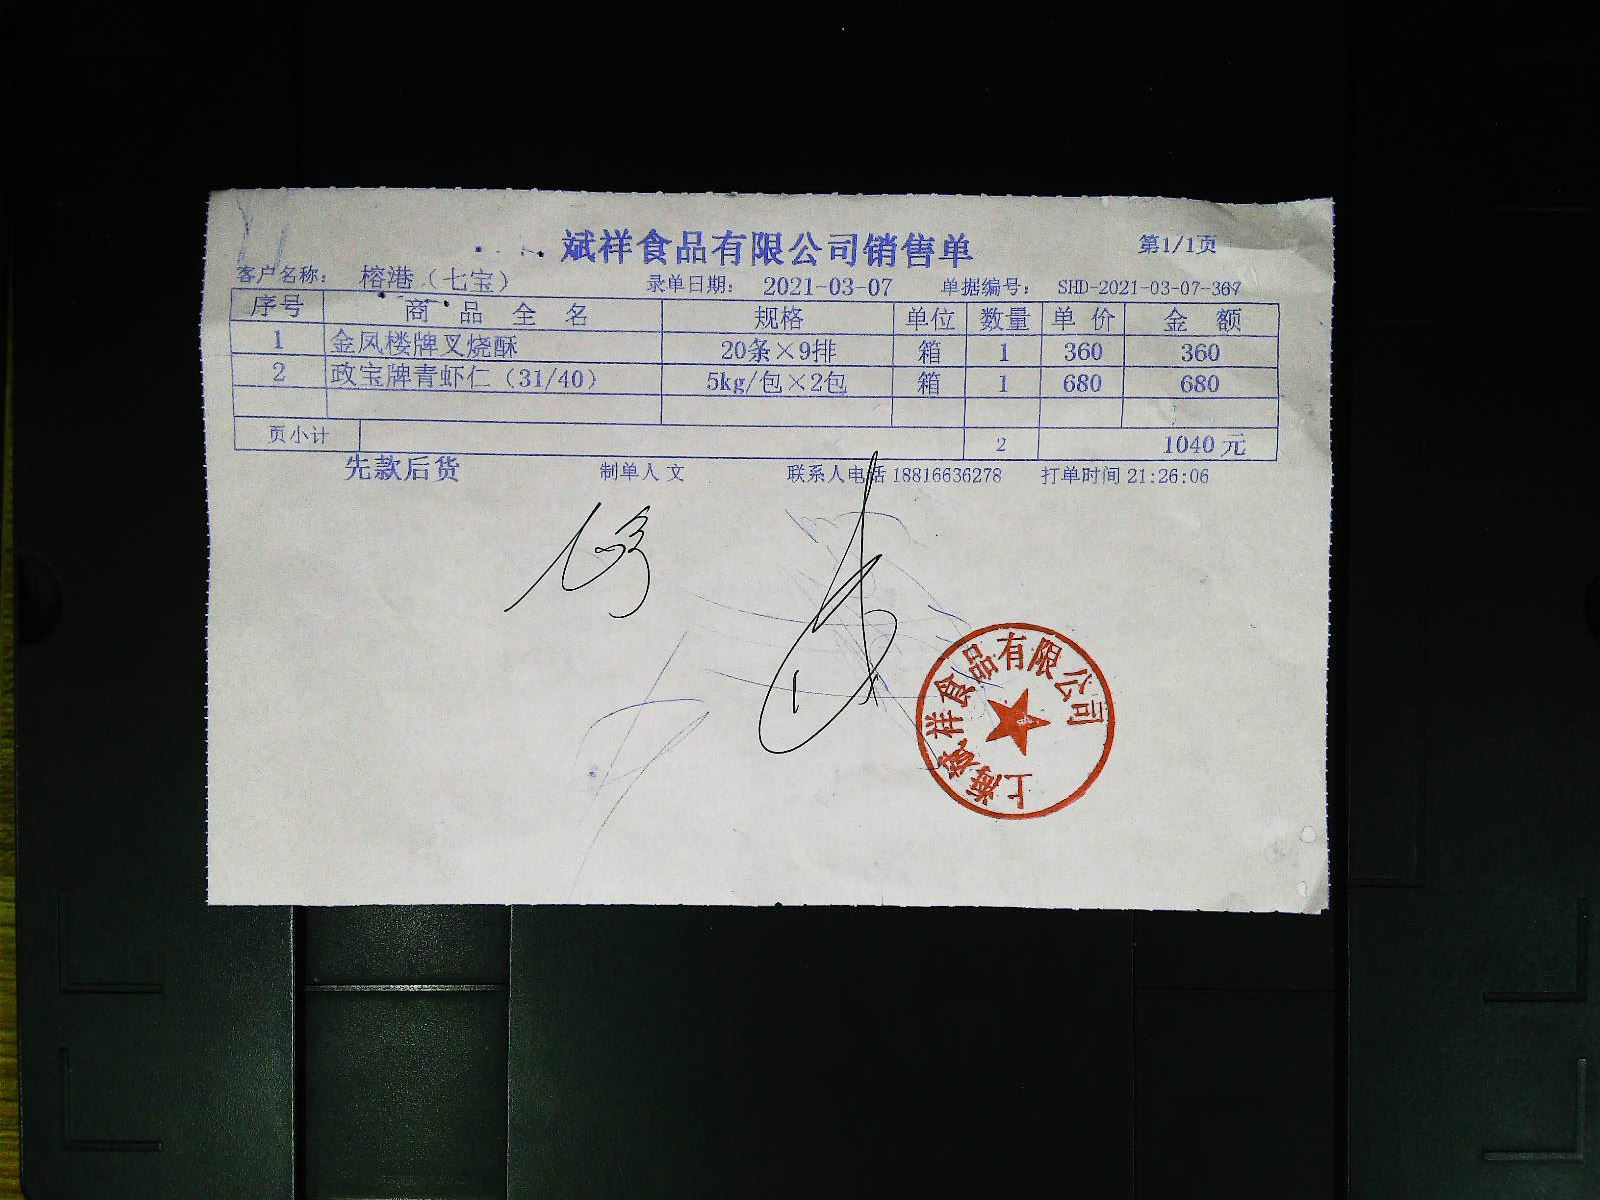 斌祥食品有限公司销售单 第1/1页
客户名称： 榕港（七宝） 录单日期： 2021-03-07 单据编号： SHD-2021-03-07-367
序号 商品全名 规格 单位 数量 单价 金额
1 金凤楼牌叉烧酥 20条×9排 箱 1 360 360
2 政宝牌青虾仁（31/40） 5kg/包×2包 箱 1 680 680
页小计 2 1040 元
先款后货 制单人 文 联系人电话 18816636278 打单时间 21:26:06
上海斌祥食品有限公司